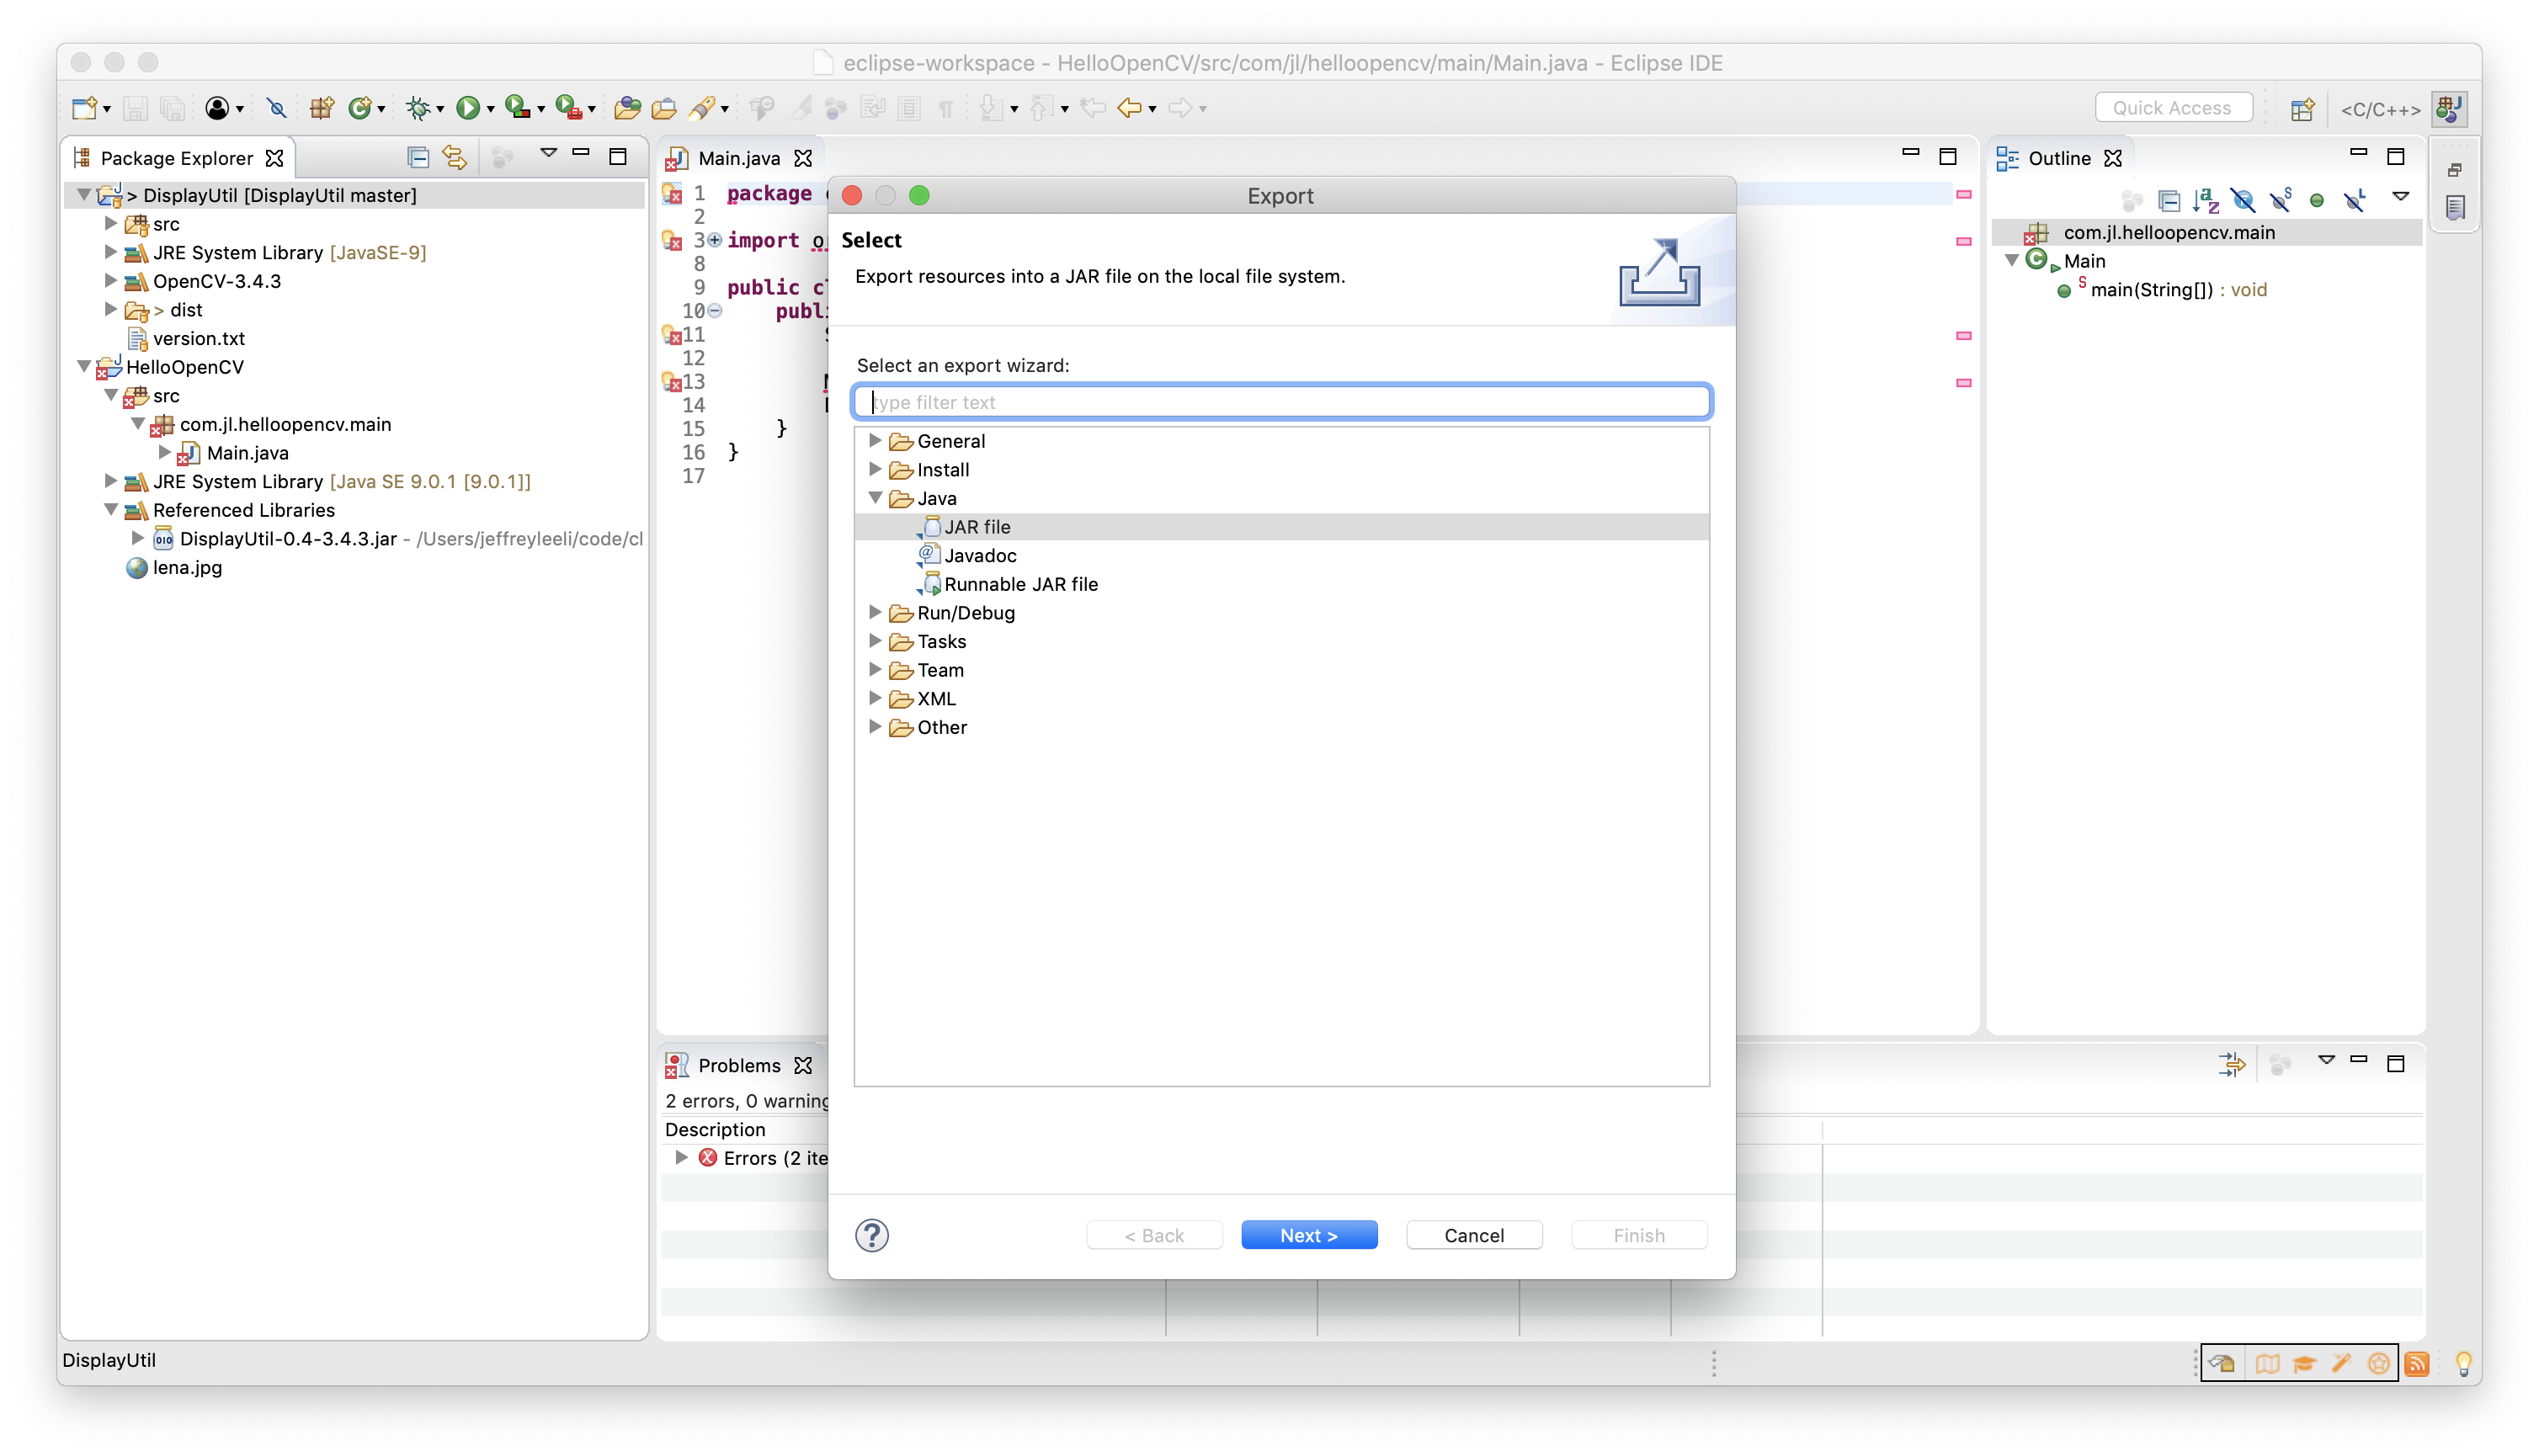 eclipse-workspace - HelloOpenCV/src/com/jl/helloopencv/main/Main.java - Eclipse IDE
Quick Access
<C/C++>
Package Explorer
> DisplayUtil [DisplayUtil master]
src
JRE System Library [JavaSE-9]
OpenCV-3.4.3
> dist
version.txt
HelloOpenCV
src
com.jl.helloopencv.main
Main.java
JRE System Library [Java SE 9.0.1 [9.0.1]]
Referenced Libraries
DisplayUtil-0.4-3.4.3.jar - /Users/jeffreyleeli/code/cl
lena.jpg
Main.java
1 package
2
3 import
8
9 public
10
11
12
13
14
15 }
16 }
17
Export
Select
Export resources into a JAR file on the local file system.
Select an export wizard:
type filter text
General
Install
Java
JAR file
Javadoc
Runnable JAR file
Run/Debug
Tasks
Team
XML
Other
< Back
Next >
Cancel
Finish
Outline
com.jl.helloopencv.main
Main
main(String[]) : void
Problems
2 errors, 0 warning
Description
Errors (2 ite
DisplayUtil